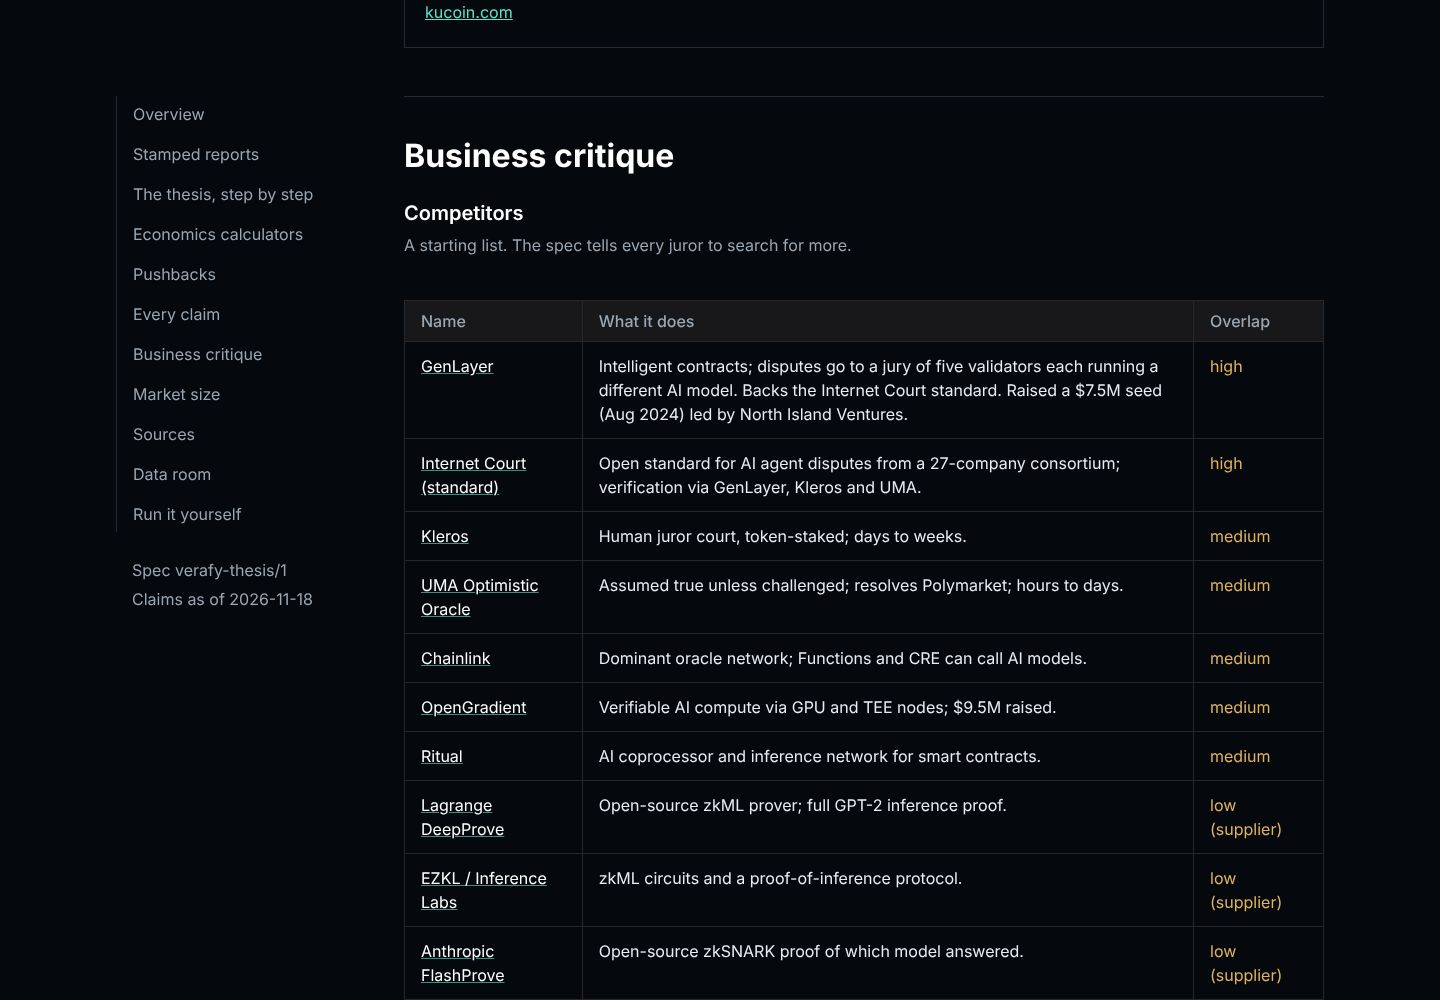 kucoin.com
Overview
Stamped reports
The thesis, step by step
Economics calculators
Pushbacks
Every claim
Business critique
Market size
Sources
Data room
Run it yourself
Spec verafy-thesis/1
Claims as of 2026-11-18
Business critique
Competitors
A starting list. The spec tells every juror to search for more.
Name
What it does
Overlap
GenLayer
Intelligent contracts; disputes go to a jury of five validators each running a
different AI model. Backs the Internet Court standard. Raised a $7.5M seed
(Aug 2024) led by North Island Ventures.
high
Internet Court
(standard)
Open standard for AI agent disputes from a 27-company consortium;
verification via GenLayer, Kleros and UMA.
high
Kleros
Human juror court, token-staked; days to weeks.
medium
UMA Optimistic
Oracle
Assumed true unless challenged; resolves Polymarket; hours to days.
medium
Chainlink
Dominant oracle network; Functions and CRE can call AI models.
medium
OpenGradient
Verifiable AI compute via GPU and TEE nodes; $9.5M raised.
medium
Ritual
AI coprocessor and inference network for smart contracts.
medium
Lagrange
DeepProve
Open-source zkML prover; full GPT-2 inference proof.
low
(supplier)
EZKL / Inference
Labs
zkML circuits and a proof-of-inference protocol.
low
(supplier)
Anthropic
FlashProve
Open-source zkSNARK proof of which model answered.
low
(supplier)